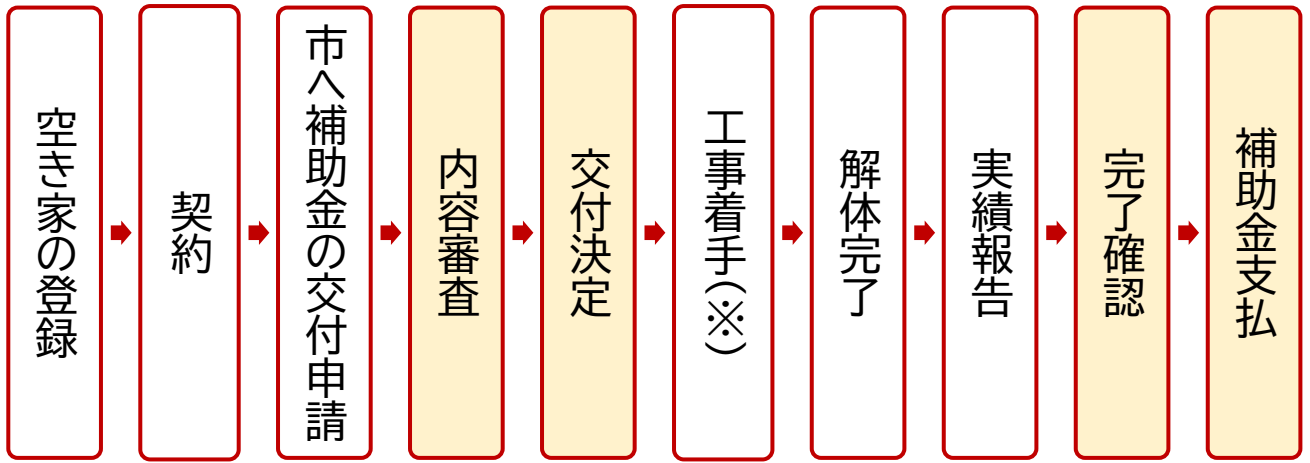 空き家の登録
契約
市へ補助金の交付申請
内容審査
交付決定
工事着手(※)
解体完了
実績報告
完了確認
補助金支払